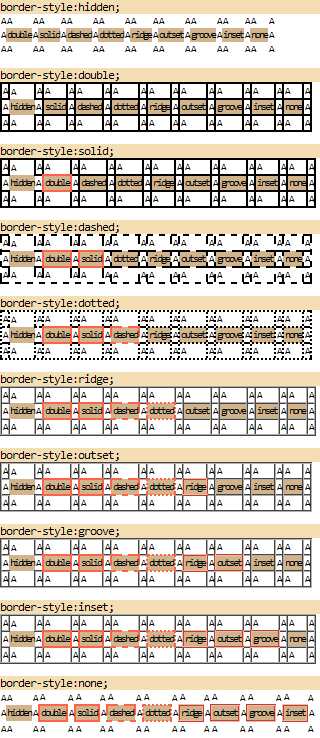 border-style:hidden;
AA AA AA AA AA AA AA AA AA A
A double A solid A dashed A dotted A ridge A outset A groove A inset A none A
AA AA AA AA AA AA AA AA AA A
border-style:double;
AA AA AA AA AA AA AA AA AA A
A hidden A solid A dashed A dotted A ridge A outset A groove A inset A none A
AA AA AA AA AA AA AA AA AA A
border-style:solid;
AA AA AA AA AA AA AA AA AA A
A hidden A double A dashed A dotted A ridge A outset A groove A inset A none A
AA AA AA AA AA AA AA AA AA A
border-style:dashed;
AA AA AA AA AA AA AA AA AA A
A hidden A double A solid A dotted A ridge A outset A groove A inset A none A
AA AA AA AA AA AA AA AA AA A
border-style:dotted;
AA AA AA AA AA AA AA AA AA A
A hidden A double A solid A dashed A ridge A outset A groove A inset A none A
AA AA AA AA AA AA AA AA AA A
border-style:ridge;
AA AA AA AA AA AA AA AA AA A
A hidden A double A solid A dashed A dotted A outset A groove A inset A none A
AA AA AA AA AA AA AA AA AA A
border-style:outset;
AA AA AA AA AA AA AA AA AA A
A hidden A double A solid A dashed A dotted A ridge A groove A inset A none A
AA AA AA AA AA AA AA AA AA A
border-style:groove;
AA AA AA AA AA AA AA AA AA A
A hidden A double A solid A dashed A dotted A ridge A outset A inset A none A
AA AA AA AA AA AA AA AA AA A
border-style:inset;
AA AA AA AA AA AA AA AA AA A
A hidden A double A solid A dashed A dotted A ridge A outset A groove A none A
AA AA AA AA AA AA AA AA AA A
border-style:none;
AA AA AA AA AA AA AA AA AA A
A hidden A double A solid A dashed A dotted A ridge A outset A groove A inset A
AA AA AA AA AA AA AA AA AA A